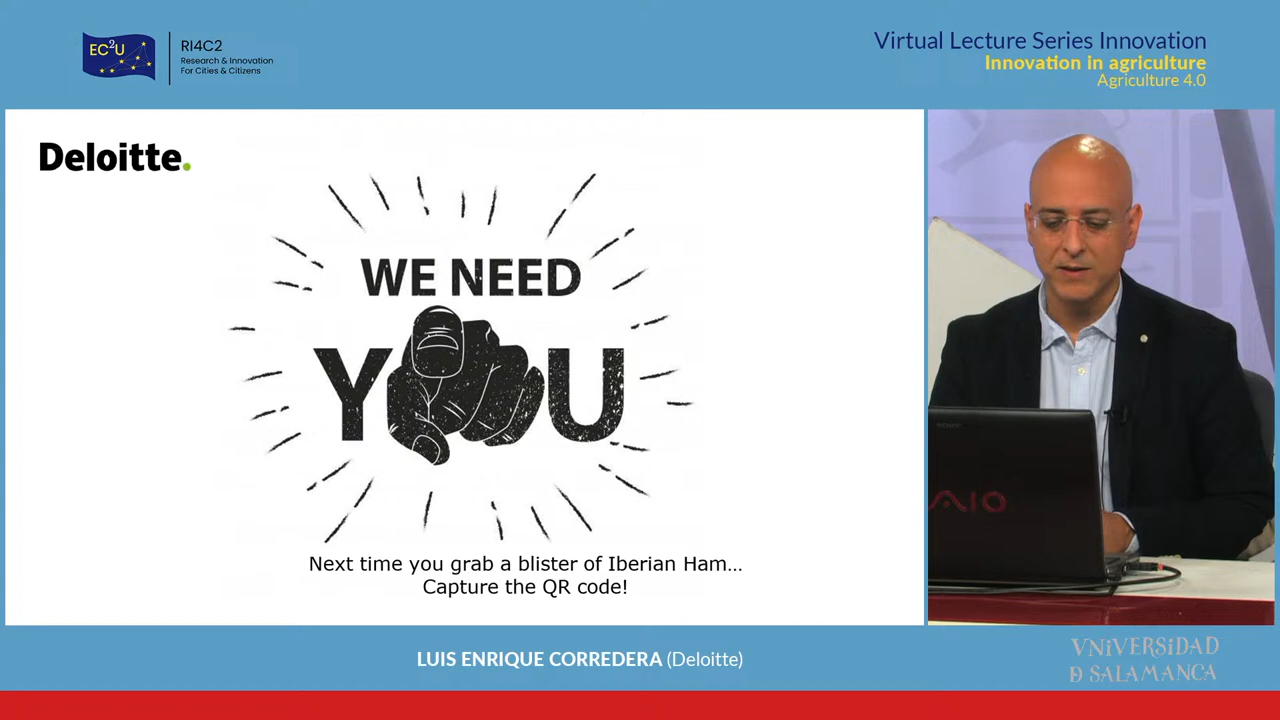 EC2U
RI4C2
Research & Innovation
For Cities & Citizens
Virtual Lecture Series Innovation
Innovation in agriculture
Agriculture 4.0
Deloitte.
WE NEED
YOU
Next time you grab a blister of Iberian Ham...
Capture the QR code!
SONY
VAIO
LUIS ENRIQUE CORREDERA (Deloitte)
VNiVERSiDAD
D SALAMANCA